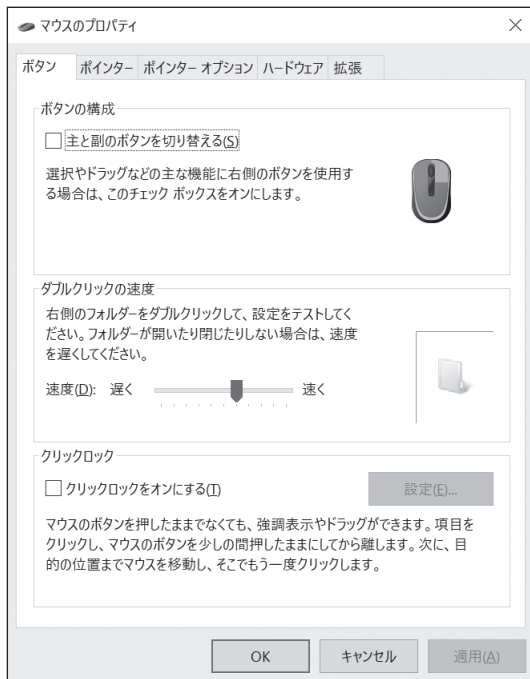 マウスのプロパティ
ボタン ポインター ポインター オプション ハードウェア 拡張
ボタンの構成
主と副のボタンを切り替える(S)
選択やドラッグなどの主な機能に右側のボタンを使用す
る場合は、このチェック ボックスをオンにします。
ダブルクリックの速度
右側のフォルダーをダブルクリックして、設定をテストしてく
ださい。フォルダーが開いたり閉じたりしない場合は、速度
を遅くしてください。
速度(D): 遅く 速く
クリックロック
クリックロックをオンにする(T) 設定(E)...
マウスのボタンを押したままでなくても、強調表示やドラッグができます。項目を
クリックし、マウスのボタンを少しの間押したままにしてから離します。次に、目
的の位置までマウスを移動し、そこでもう一度クリックします。
OK キャンセル 適用(A)